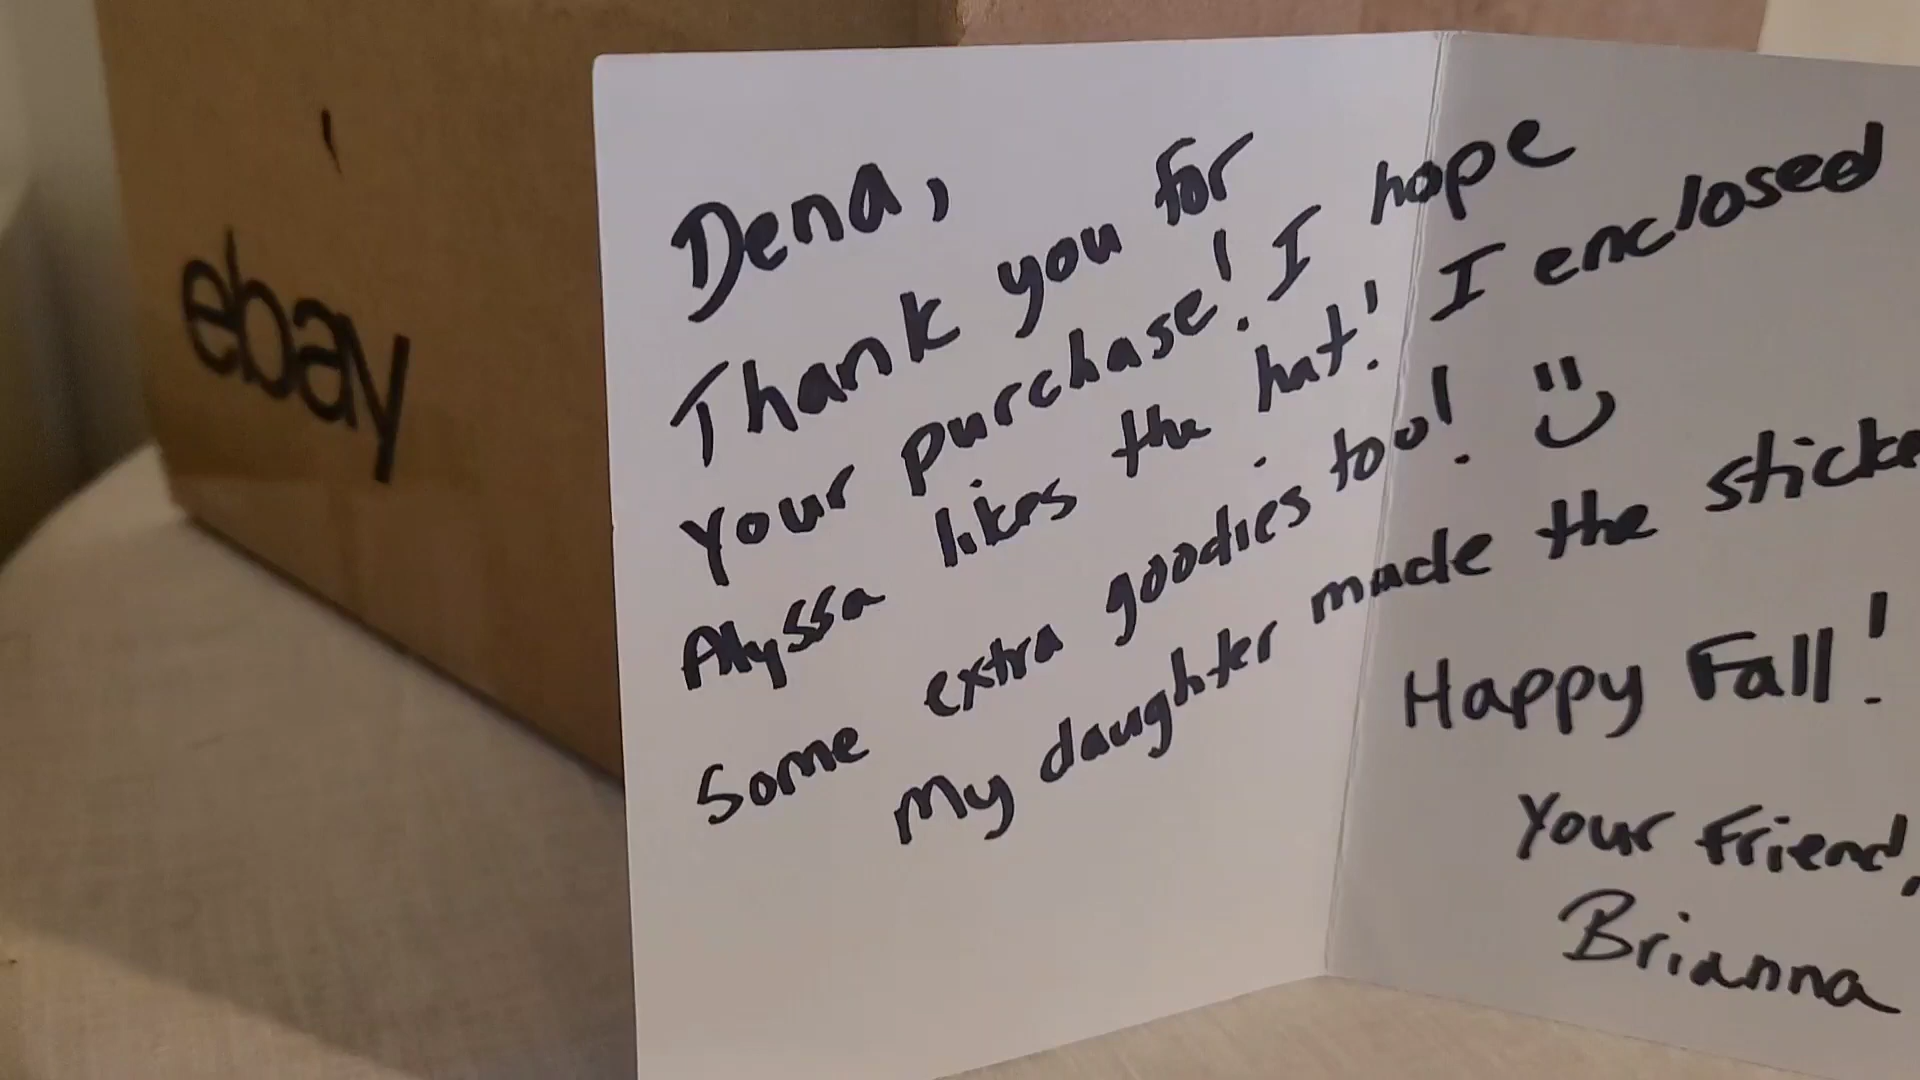 ebay
Dena,
Thank you for
your purchase! I hope
Alyssa likes the hat! I enclosed
Some extra goodies too!
My daughter made the sticke
Happy Fall!
Your Friend,
Brianna